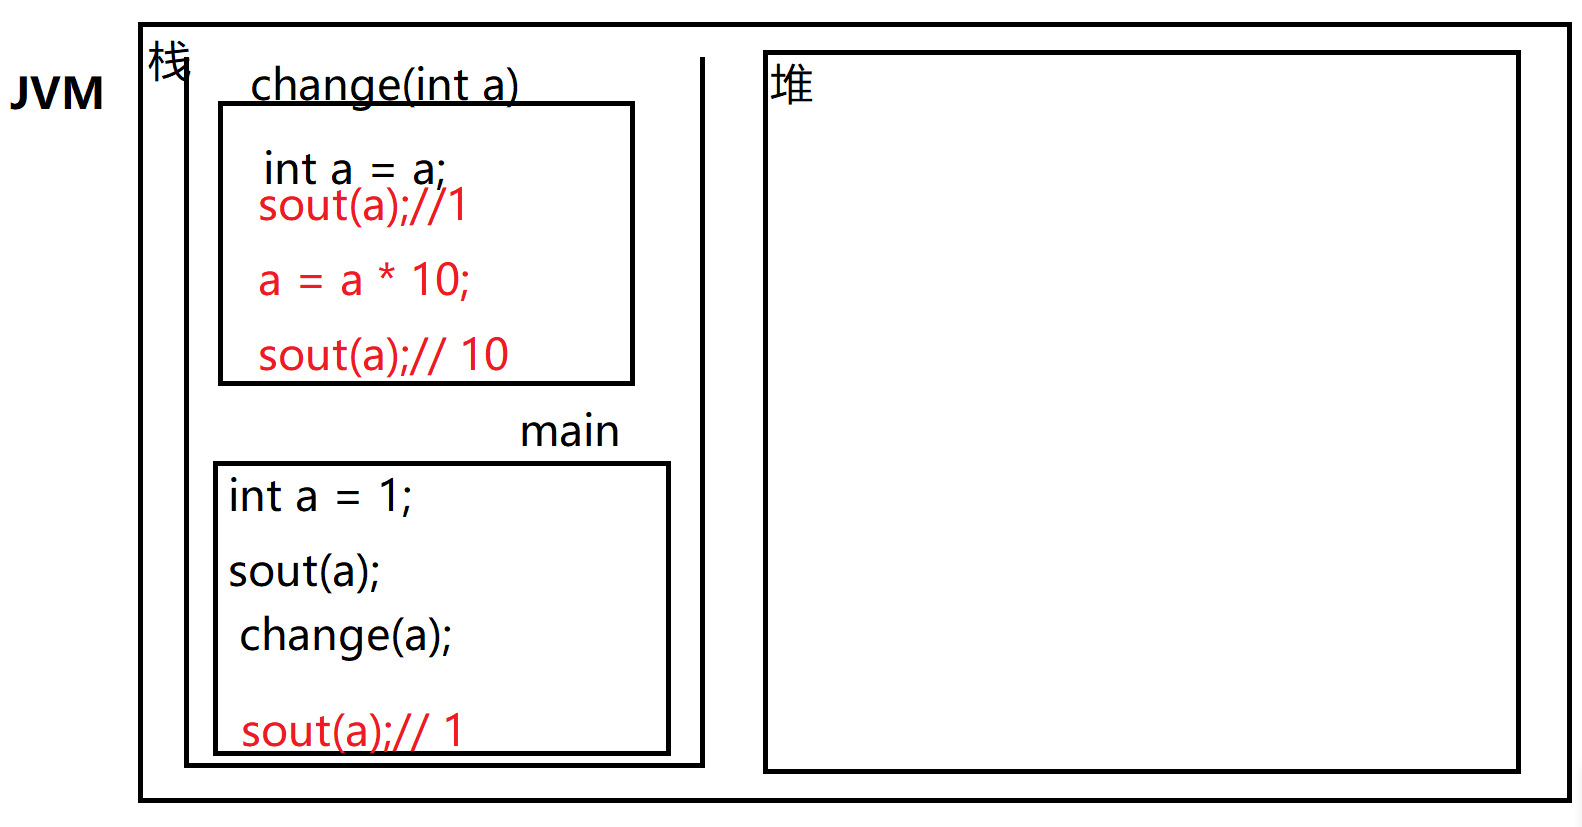 JVM
栈
change(int a)
int a = a;
sout(a);//1
a = a * 10;
sout(a);// 10
main
int a = 1;
sout(a);
change(a);
sout(a);// 1
堆